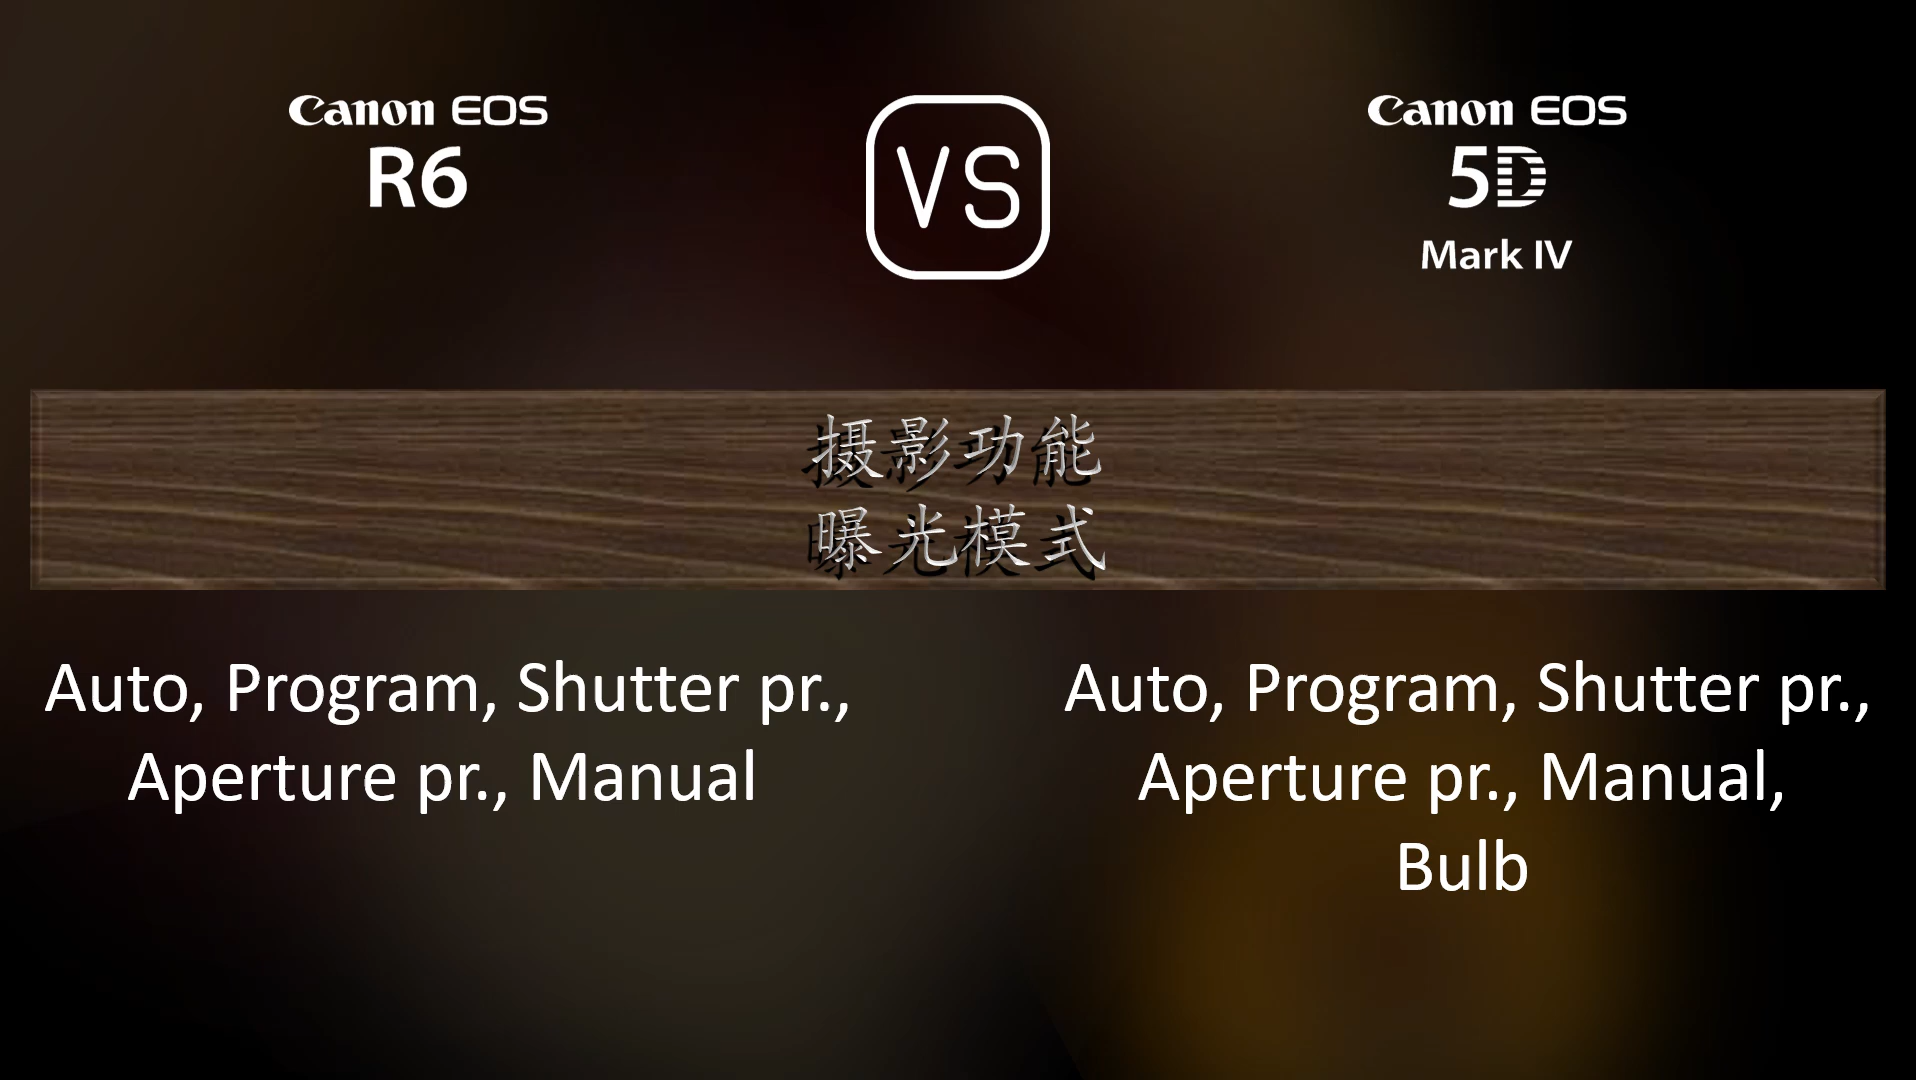 Canon EOS
R6
VS
Canon EOS
5D
Mark IV
摄影功能
曝光模式
Auto, Program, Shutter pr.,
Aperture pr., Manual
Auto, Program, Shutter pr.,
Aperture pr., Manual,
Bulb